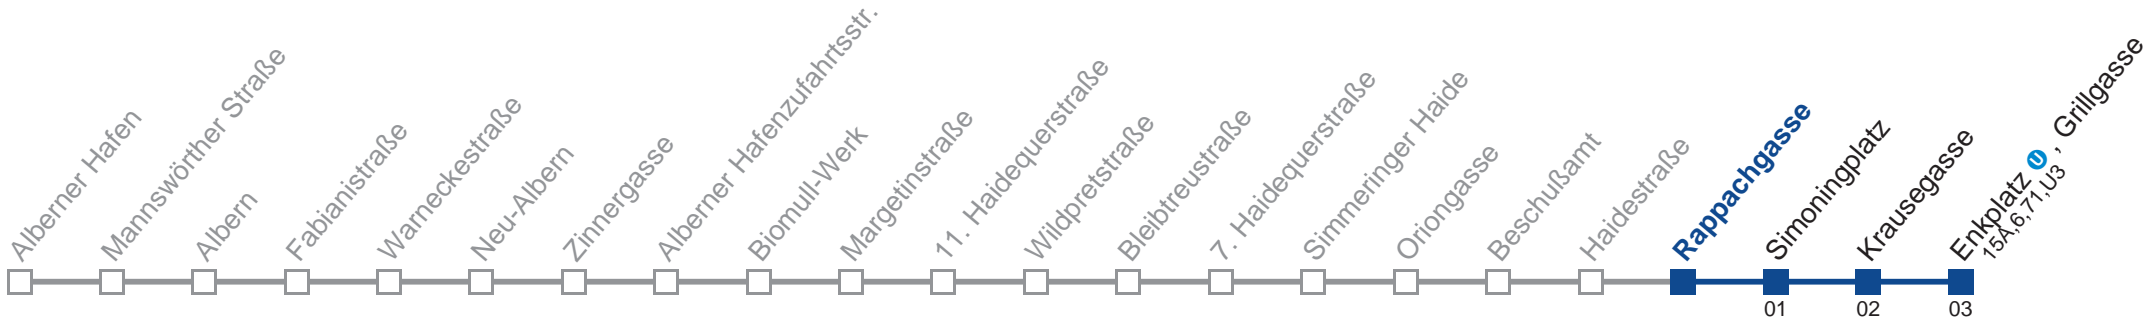 Alberner Hafen
Mannswörther Straße
Albern
Fabianistraße
Warneckestraße
Neu-Albern
Zinnergasse
Alberner Hafenzufahrtsstr.
Biomull-Werk
Margetinstraße
11. Haidequerstraße
Wildpretstraße
Bleibtreustraße
7. Haidequerstraße
Simmeringer Haide
Oriongasse
Beschußamt
Haidestraße
Rappachgasse
Simoningplatz
Krausegasse
Enkplatz U , Grillgasse
15A,6,71,U3
01
02
03